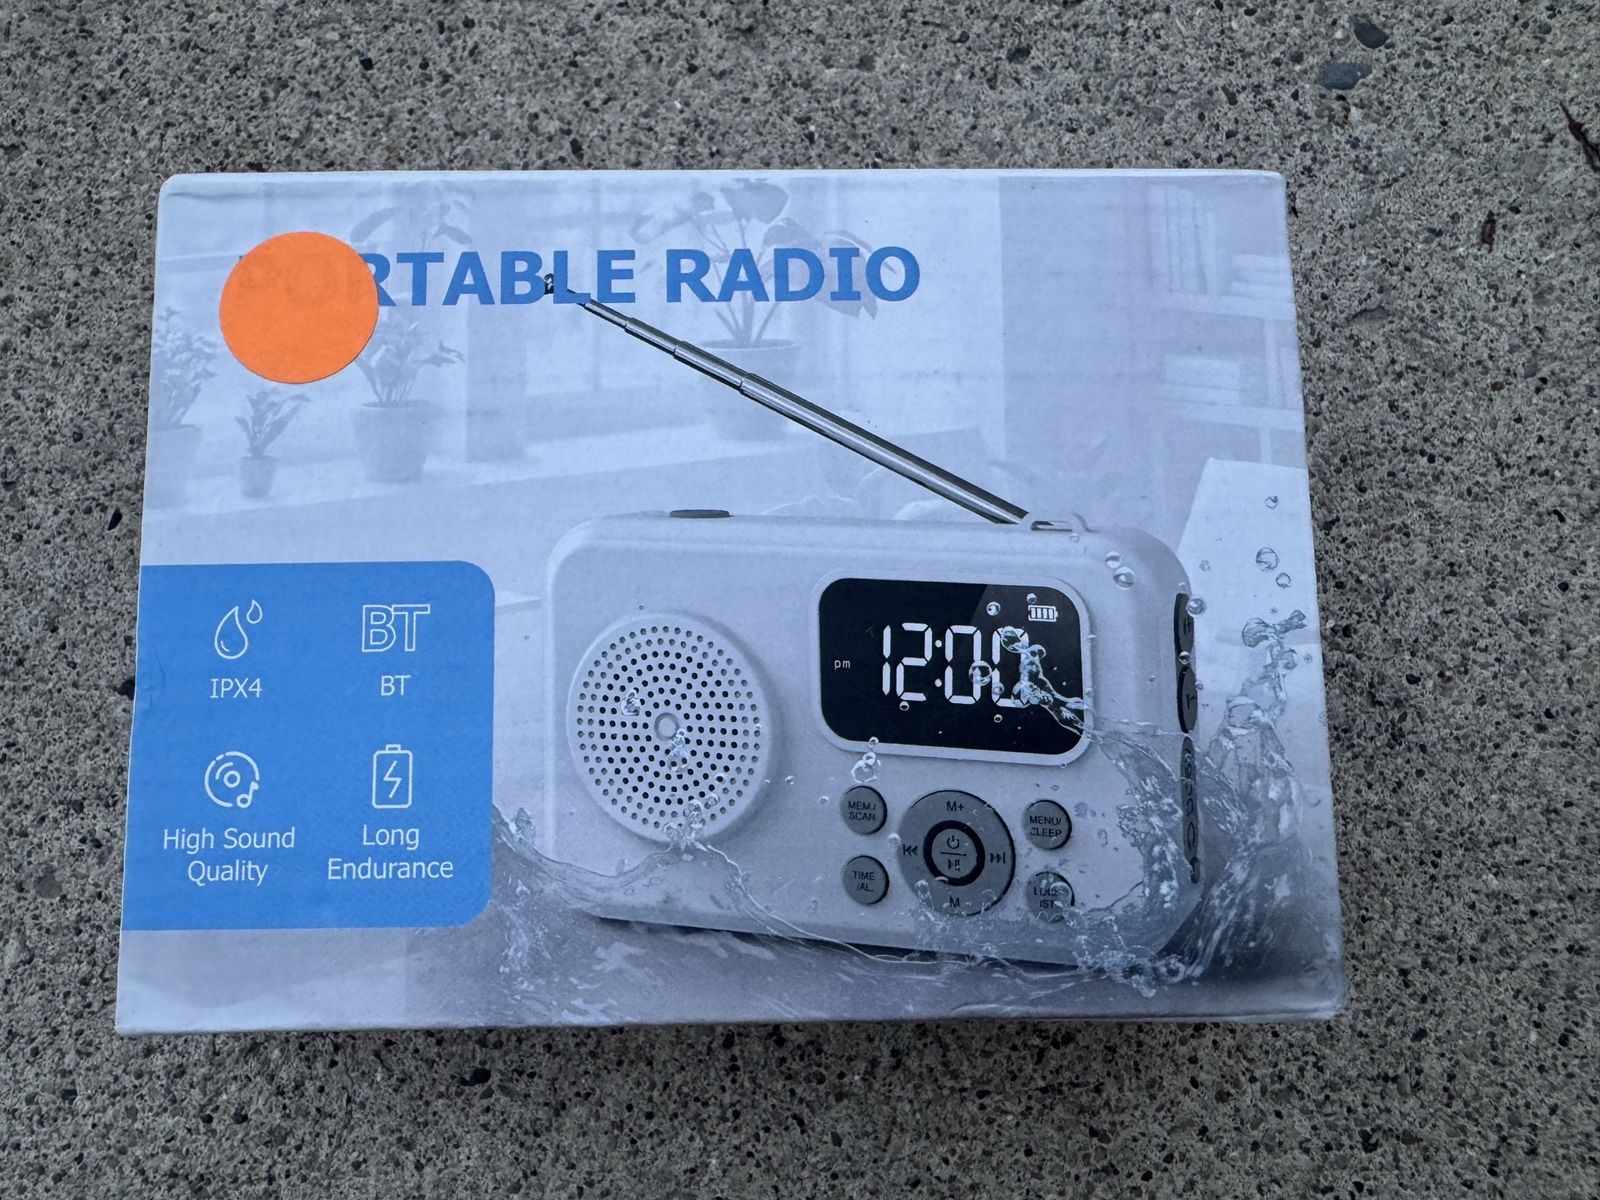 RTABLE RADIO
pm
12:00
BT
IPX4
BT
High Sound
Quality
Long
Endurance
MEM./
SCAN
M+
MENU/
SLEEP
TIME
/AL.
M